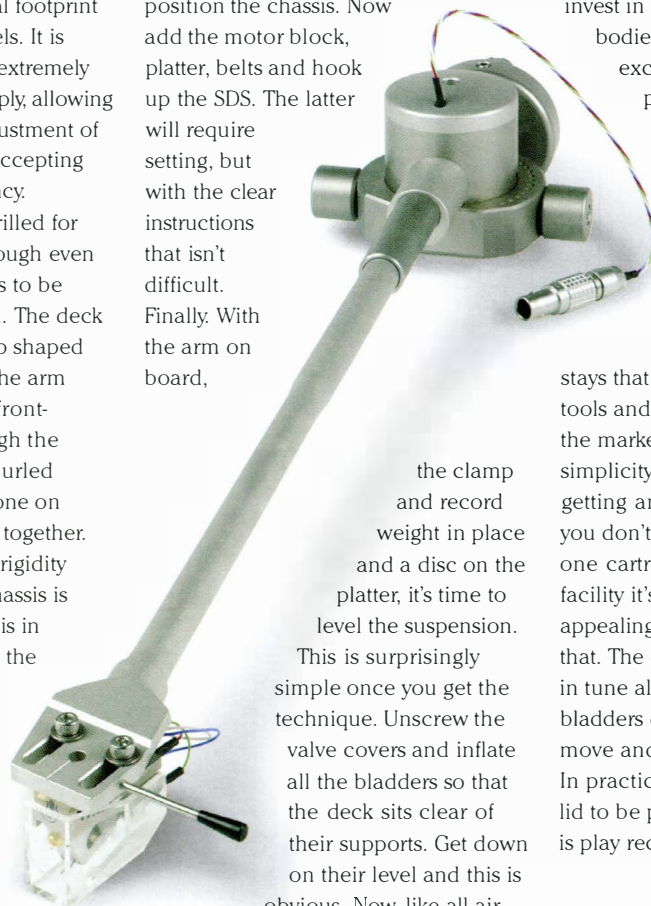 al footprint
els. It is
extremely
ply, allowing
ustment of
ccepting
ncy.
rilled for
ough even
s to be
The deck
o shaped
he arm
front-
gh the
urled
one on
together.
rigidity
hassis is
is in
the
position the chassis. Now
add the motor block,
platter, belts and hook
up the SDS. The latter
will require
setting, but
with the clear
instructions
that isn't
difficult.
Finally. With
the arm on
board,
the clamp
and record
weight in place
and a disc on the
platter, it's time to
level the suspension.
This is surprisingly
simple once you get the
technique. Unscrew the
valve covers and inflate
all the bladders so that
the deck sits clear of
their supports. Get down
on their level and this is
obvious. Now, like all air
invest in
bodie
exc
p
stays that
tools and
the marke
simplicity
getting an
you don't
one cartr
facility it's
appealing
that. The
in tune al
bladders
move and
In practic
lid to be p
is play rec